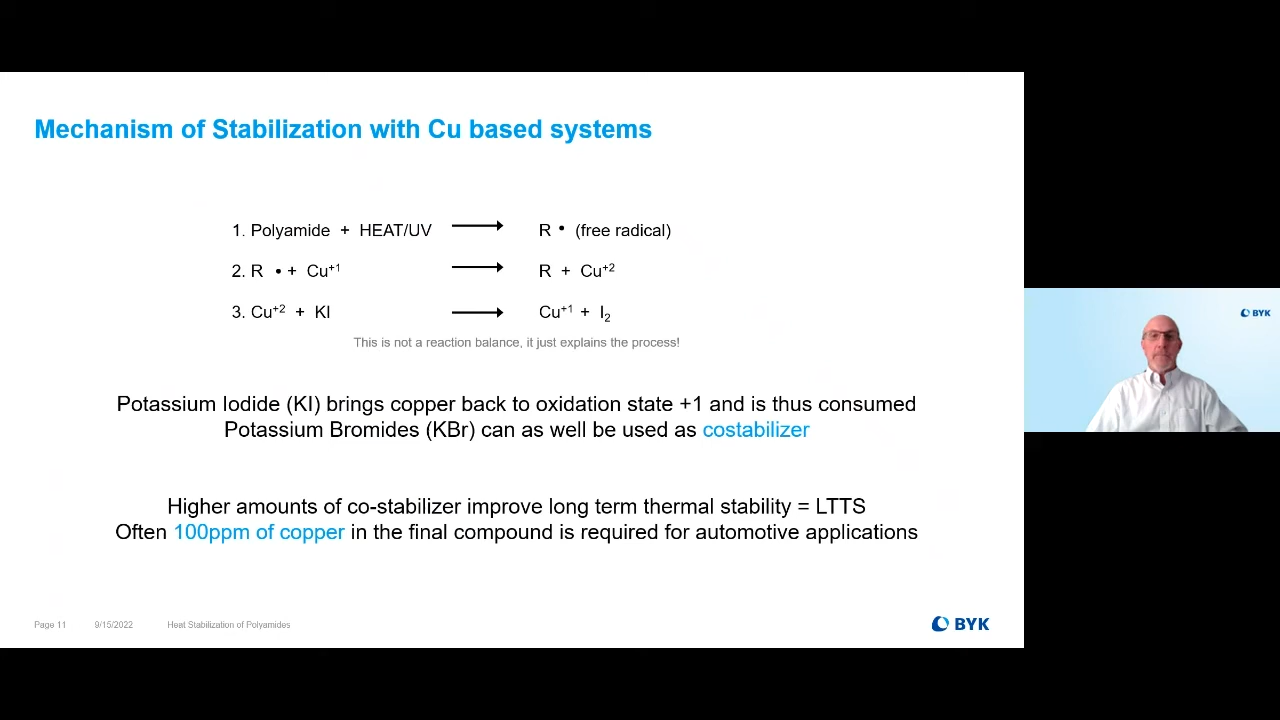 Mechanism of Stabilization with Cu based systems
1. Polyamide + HEAT/UV ⟶ R • (free radical)
2. R • + Cu⁺¹ ⟶ R + Cu⁺²
3. Cu⁺² + KI ⟶ Cu⁺¹ + I₂
This is not a reaction balance, it just explains the process!
Potassium Iodide (KI) brings copper back to oxidation state +1 and is thus consumed
Potassium Bromides (KBr) can as well be used as costabilizer
Higher amounts of co-stabilizer improve long term thermal stability = LTTS
Often 100ppm of copper in the final compound is required for automotive applications
Page 11 9/15/2022 Heat Stabilization of Polyamides
BYK
BYK